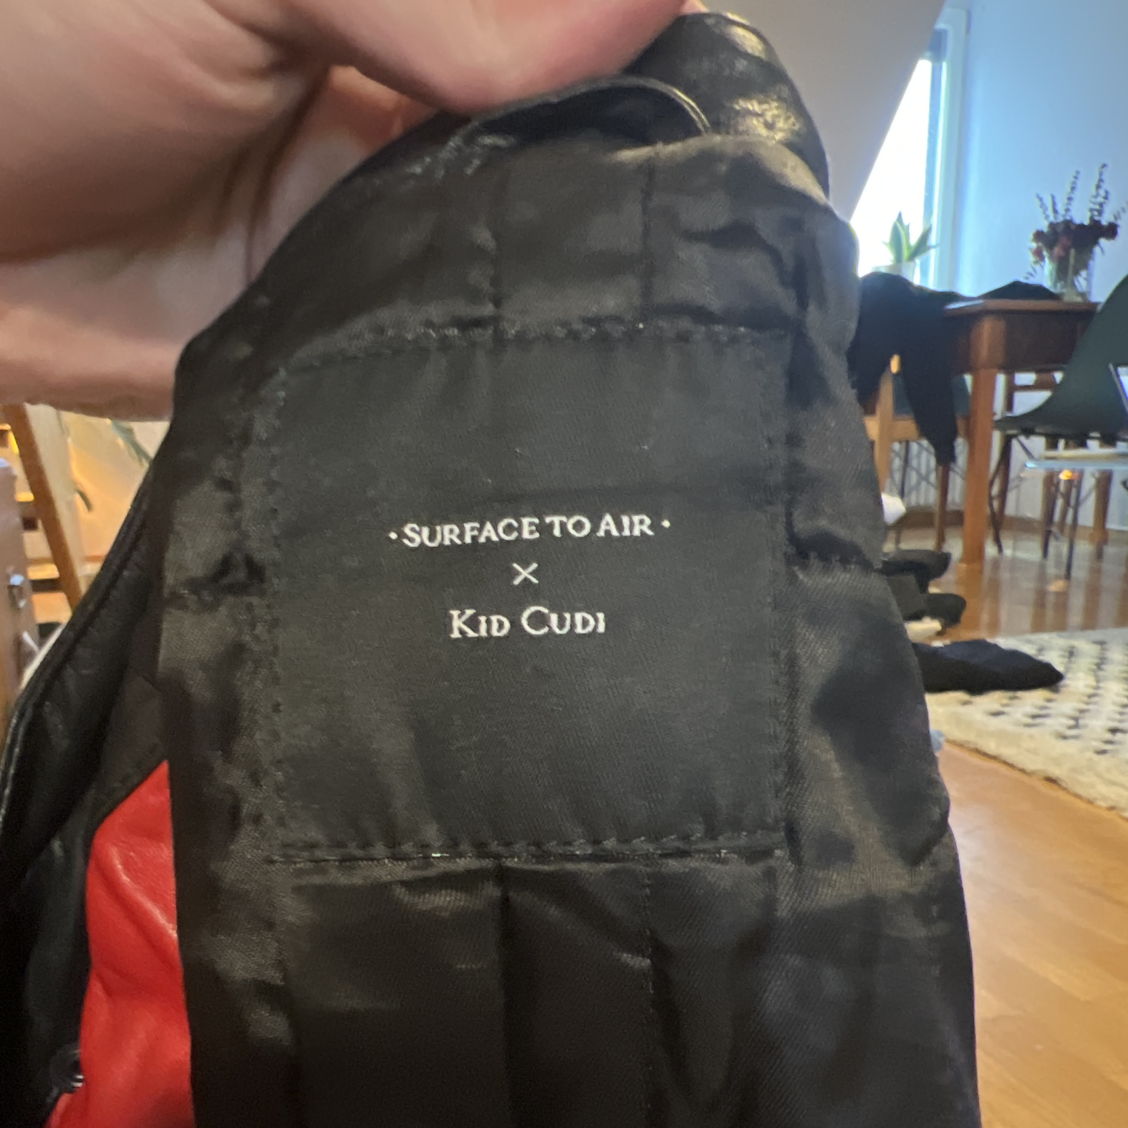 · SURFACE TO AIR ·
×
KID CUDI